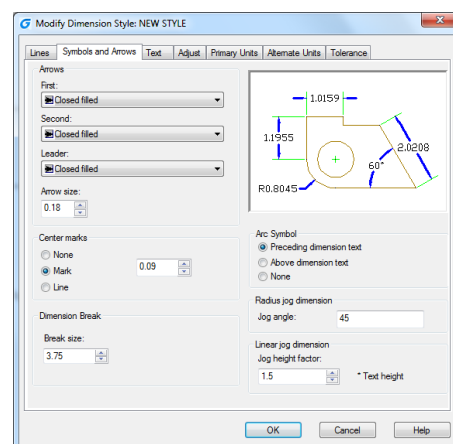 Modify Dimension Style: NEW STYLE
Lines Symbols and Arrows Text Adjust Primary Units Alternate Units Tolerance
Arrows
First:
Closed filled
Second:
Closed filled
Leader:
Closed filled
Arrow size:
0.18
Center marks
None
Mark
0.09
Line
Dimension Break
Break size:
3.75
1.0159
1.1955
2.0208
60°
R0.8045
Arc Symbol
Preceding dimension text
Above dimension text
None
Radius jog dimension
Jog angle:
45
Linear jog dimension
Jog height factor:
1.5
* Text height
OK Cancel Help